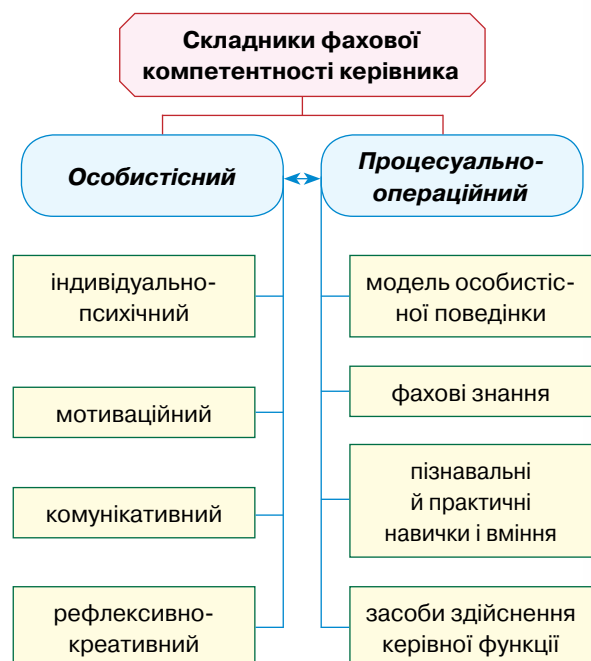 Складники фахової
компетентності керівника
Особистісний
Процесуально-
операційний
індивідуально-
психічний
мотиваційний
комунікативний
рефлексивно-
креативний
модель особистіс-
ної поведінки
фахові знання
пізнавальні
й практичні
навички і вміння
засоби здійснення
керівної функції